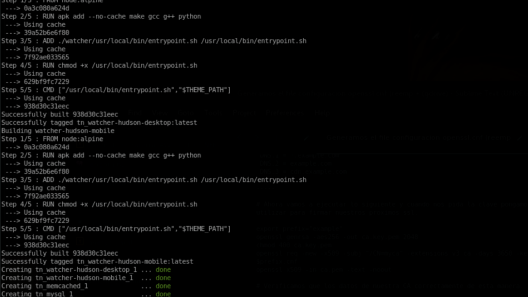 Step 1/5 : FROM node:alpine
 ---> 0a3c080a624d
Step 2/5 : RUN apk add --no-cache make gcc g++ python
 ---> Using cache
 ---> 39a52b6e6f80
Step 3/5 : ADD ./watcher/usr/local/bin/entrypoint.sh /usr/local/bin/entrypoint.sh
 ---> Using cache
 ---> 7f92ae033565
Step 4/5 : RUN chmod +x /usr/local/bin/entrypoint.sh
 ---> Using cache
 ---> 629bf9fc7229
Step 5/5 : CMD ["/usr/local/bin/entrypoint.sh","$THEME_PATH"]
 ---> Using cache
 ---> 938d30c31eec
Successfully built 938d30c31eec
Successfully tagged tn_watcher-hudson-desktop:latest
Building watcher-hudson-mobile
Step 1/5 : FROM node:alpine
 ---> 0a3c080a624d
Step 2/5 : RUN apk add --no-cache make gcc g++ python
 ---> Using cache
 ---> 39a52b6e6f80
Step 3/5 : ADD ./watcher/usr/local/bin/entrypoint.sh /usr/local/bin/entrypoint.sh
 ---> Using cache
 ---> 7f92ae033565
Step 4/5 : RUN chmod +x /usr/local/bin/entrypoint.sh
 ---> Using cache
 ---> 629bf9fc7229
Step 5/5 : CMD ["/usr/local/bin/entrypoint.sh","$THEME_PATH"]
 ---> Using cache
 ---> 938d30c31eec
Successfully built 938d30c31eec
Successfully tagged tn_watcher-hudson-mobile:latest
Creating tn_watcher-hudson-desktop_1 ... done
Creating tn_watcher-hudson-mobile_1 ... done
Creating tn_memcached_1 ... done
Creating tn_mysql_1 ... done